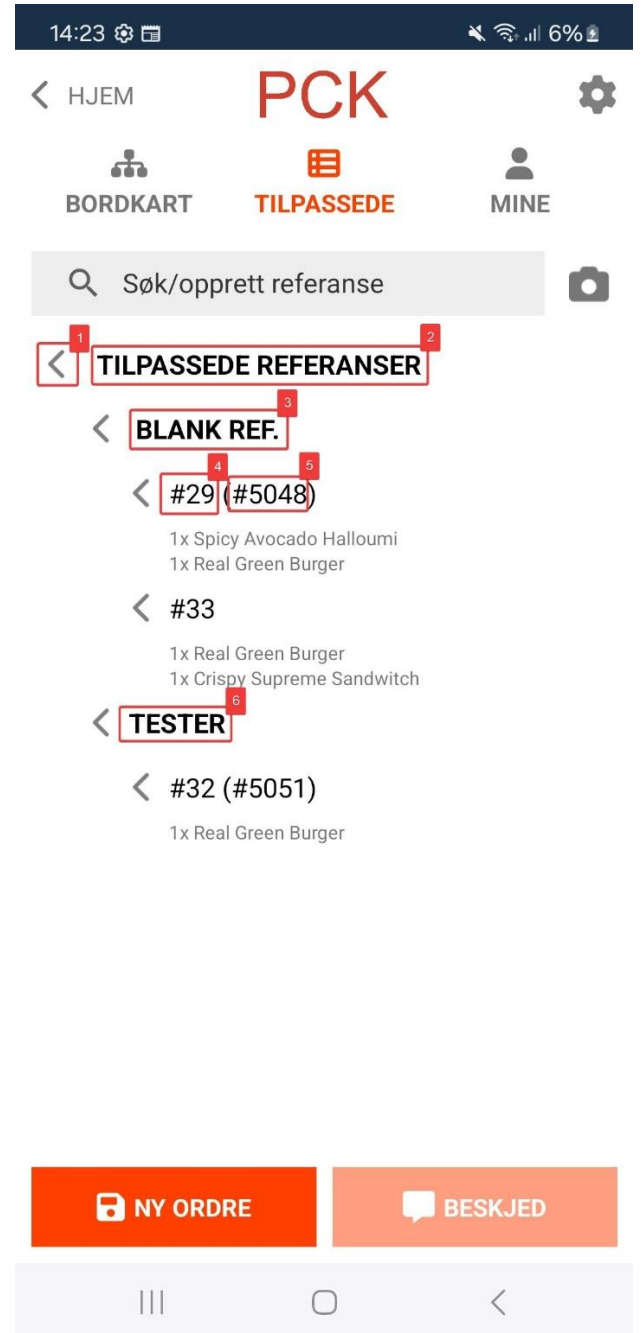 14:23 6%
HJEM PCK
BORDKART TILPASSEDE MINE
Søk/opprett referanse
1 2
TILPASSEDE REFERANSER
3
BLANK REF.
4 5
#29 (#5048)
1x Spicy Avocado Halloumi
1x Real Green Burger
#33
1x Real Green Burger
1x Crispy Supreme Sandwitch
6
TESTER
#32 (#5051)
1x Real Green Burger
NY ORDRE BESKJED